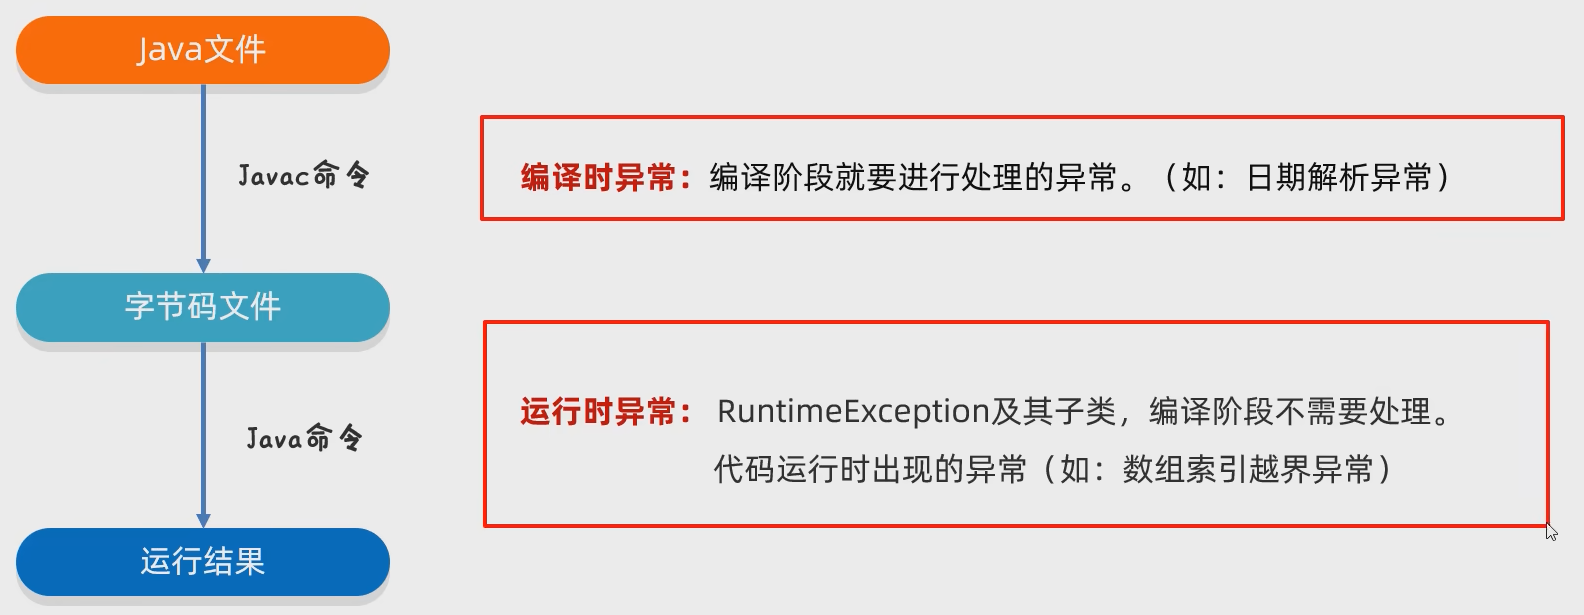 Java文件
Javac命令
编译时异常：编译阶段就要进行处理的异常。（如：日期解析异常）
字节码文件
运行时异常： RuntimeException及其子类，编译阶段不需要处理。
代码运行时出现的异常（如：数组索引越界异常）
Java命令
运行结果